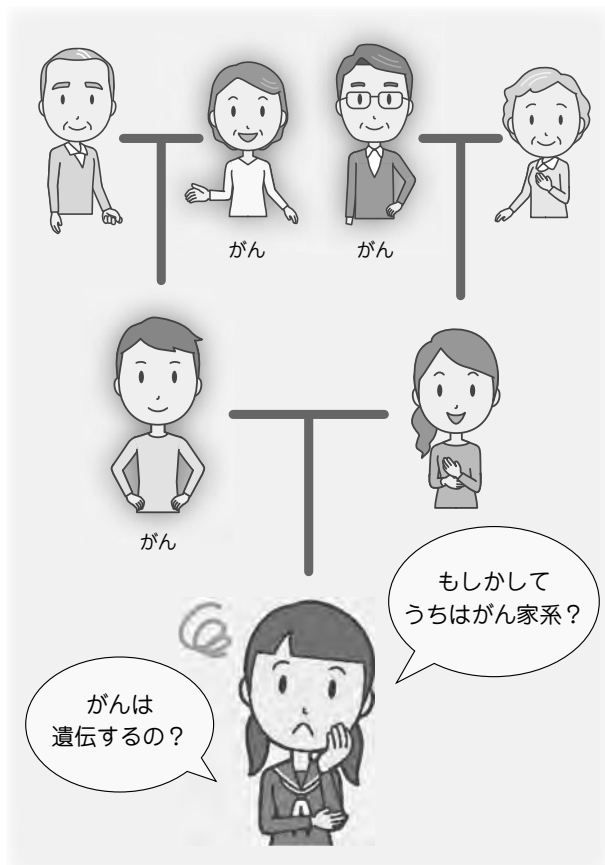 がん
がん
がん
もしかして
うちはがん家系？
がんは
遺伝するの？